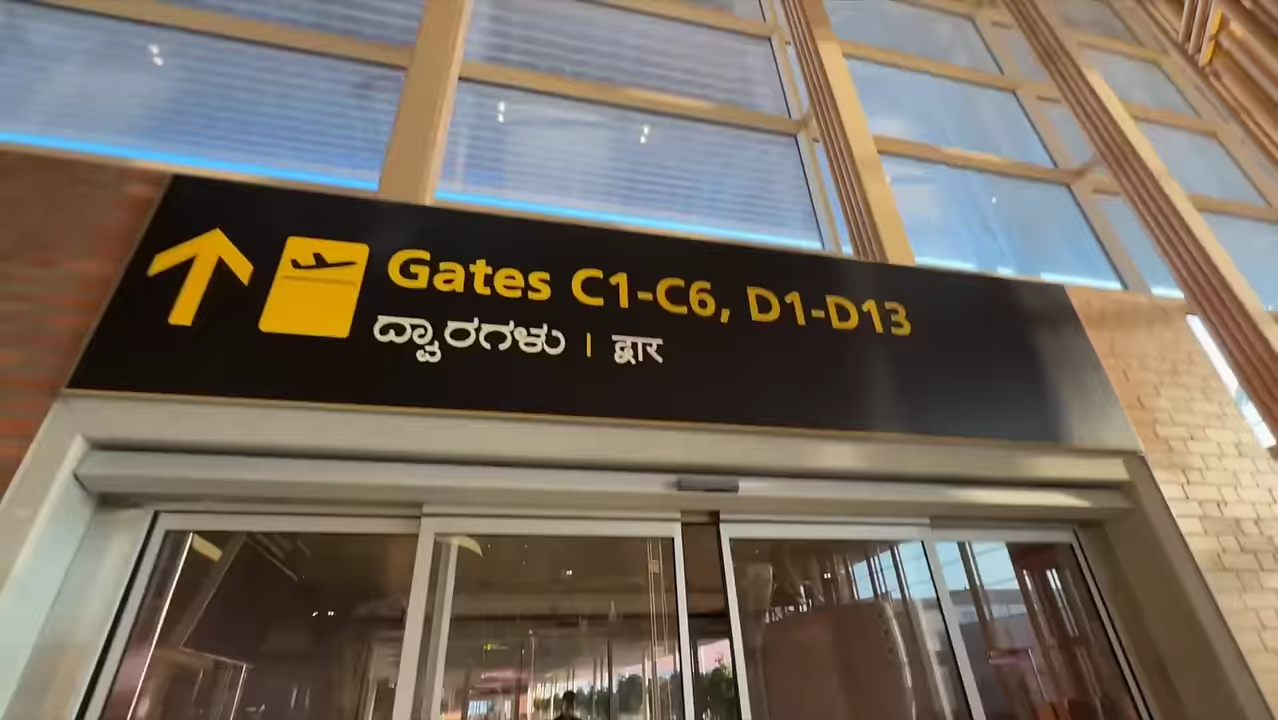 Gates C1-C6, D1-D13
ದ್ವಾರಗಳು | द्वार